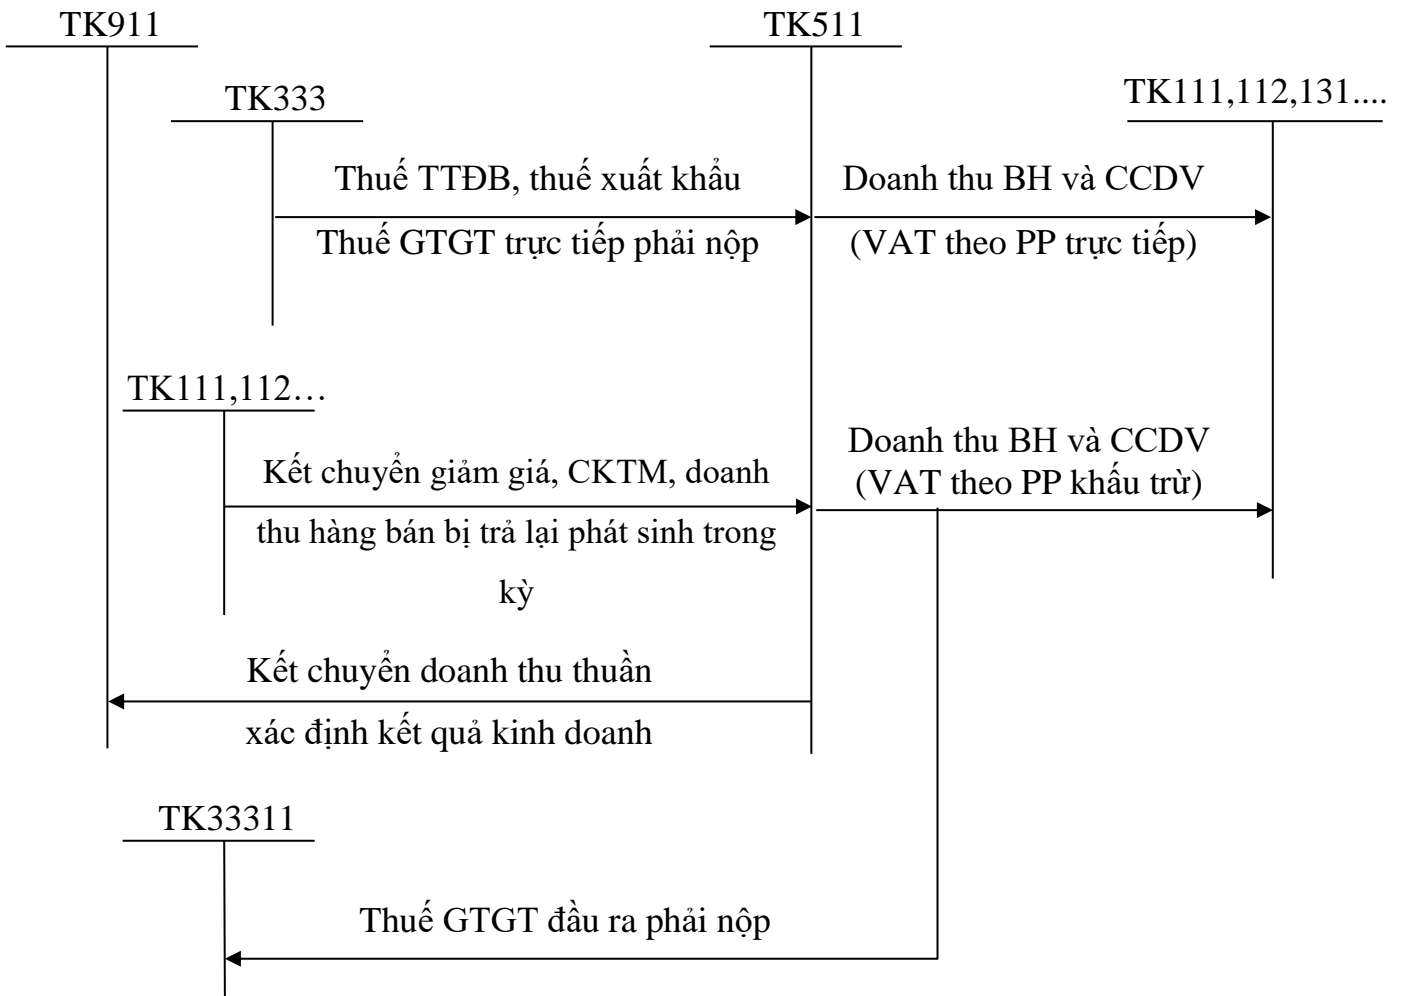 TK911
TK511
TK333
TK111,112,131....
Thuế TTĐB, thuế xuất khẩu
Thuế GTGT trực tiếp phải nộp
Doanh thu BH và CCDV
(VAT theo PP trực tiếp)
TK111,112…
Kết chuyển giảm giá, CKTM, doanh
thu hàng bán bị trả lại phát sinh trong
kỳ
Doanh thu BH và CCDV
(VAT theo PP khấu trừ)
Kết chuyển doanh thu thuần
xác định kết quả kinh doanh
TK33311
Thuế GTGT đầu ra phải nộp